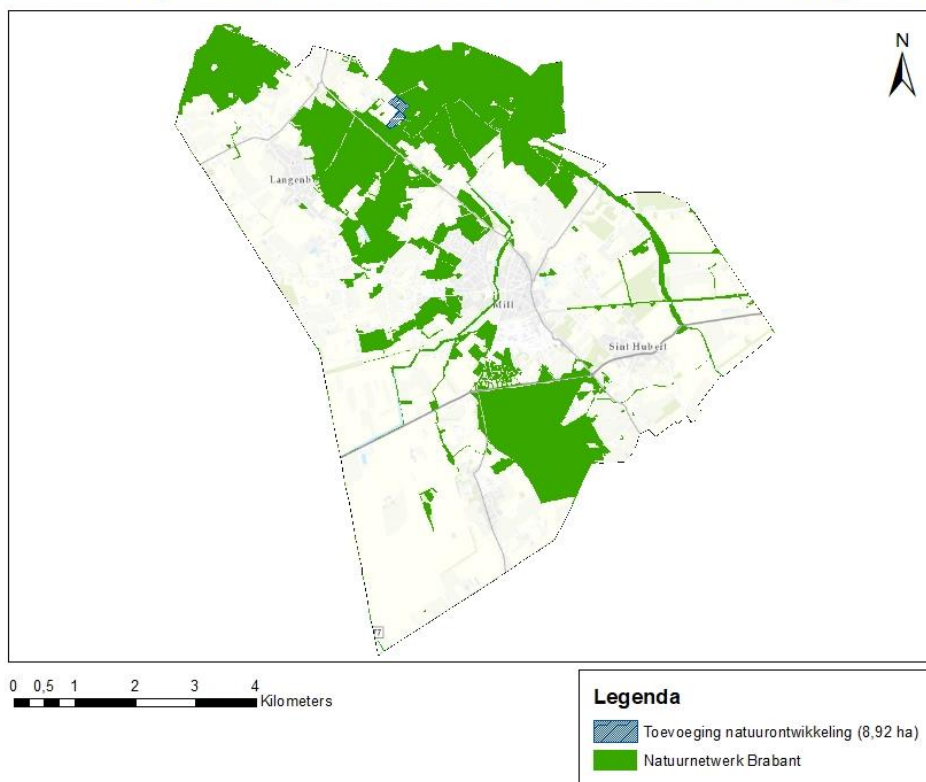 N
Langenb
Mill
Sint Hubert
77
0 0,5 1 2 3 4
Kilometers
Legenda
Toevoeging natuurontwikkeling (8,92 ha)
Natuurnetwerk Brabant